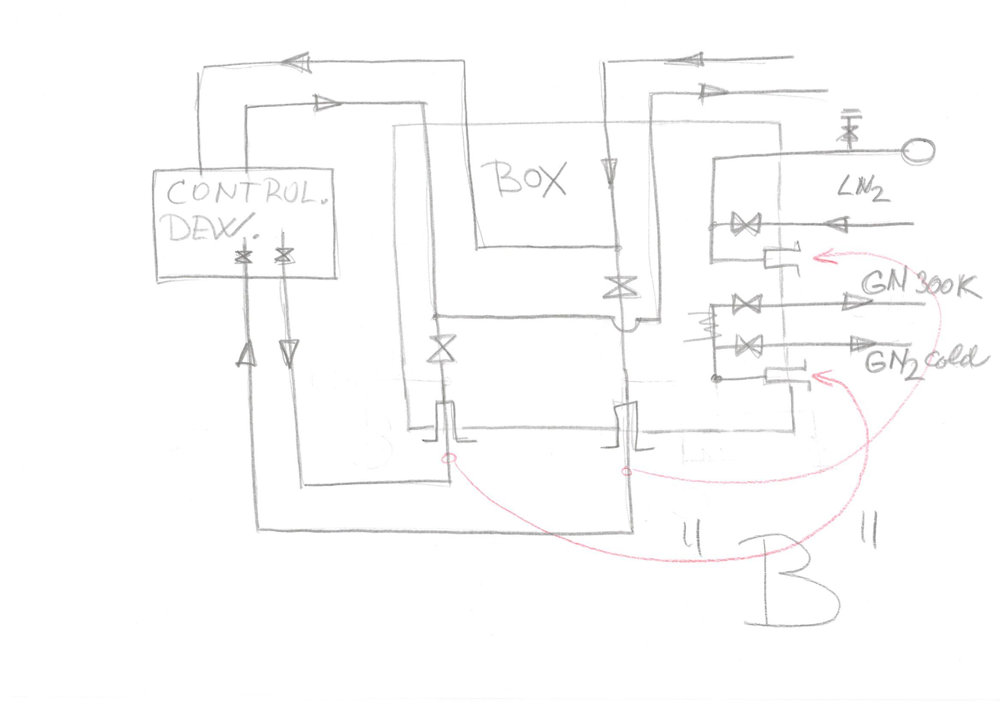 BOX
CONTROL.
DEW.
LN2
GN 300K
GN2 cold
"B"